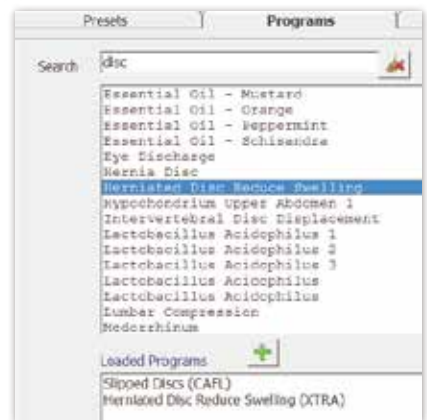 Presets
Programs
Search
disc
Essential Oil - Mustard
Essential Oil - Orange
Essential Oil - Peppermint
Essential Oil - Schisandra
Eye Discharge
Hernia Disc
Herniated Disc Reduce Swelling
Hypochondrium Upper Abdomen 1
Intervertebral Disc Displacement
Lactobacillus Acidophilus 1
Lactobacillus Acidophilus 2
Lactobacillus Acidophilus 3
Lactobacillus Acidophilus
Lactobacillus Acidophilus
Lumbar Compression
Medorrhinum
Loaded Programs
Slipped Discs (CAFL)
Herniated Disc Reduce Swelling (XTRA)